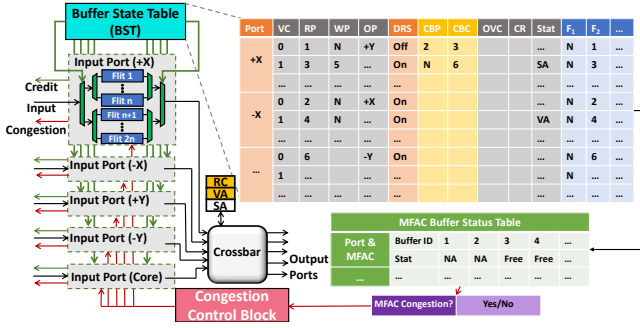 Buffer State Table
(BST)
Input Port (+X)
Flit 1
Flit n
Flit n+1
Flit 2n
Credit
Input
Congestion
Input Port (-X)
Input Port (+Y)
Input Port (-Y)
Input Port (Core)
RC
VA
SA
Crossbar
Output
Ports
Congestion
Control Block
Port VC RP WP OP DRS CBP CBC OVC CR Stat F1 F2 ...
+X
0 1 N +Y Off 2 3 ... N 1 ...
1 3 5 ... On N 6 SA N 3 ...
... ... ... On ... ... ... ... ...
-X
0 2 N +X On N 2 ...
1 4 N ... On VA N 4 ...
... ... ... On ... ... ... ...
...
0 6 -Y On N 6 ...
1 ... N ... ...
... ... ... ... ... ... ... ...
MFAC Buffer Status Table
Port &
MFAC
Buffer ID 1 2 3 4 ...
Stat NA NA Free Free ...
... ... ... ... ... ... ...
MFAC Congestion? Yes/No